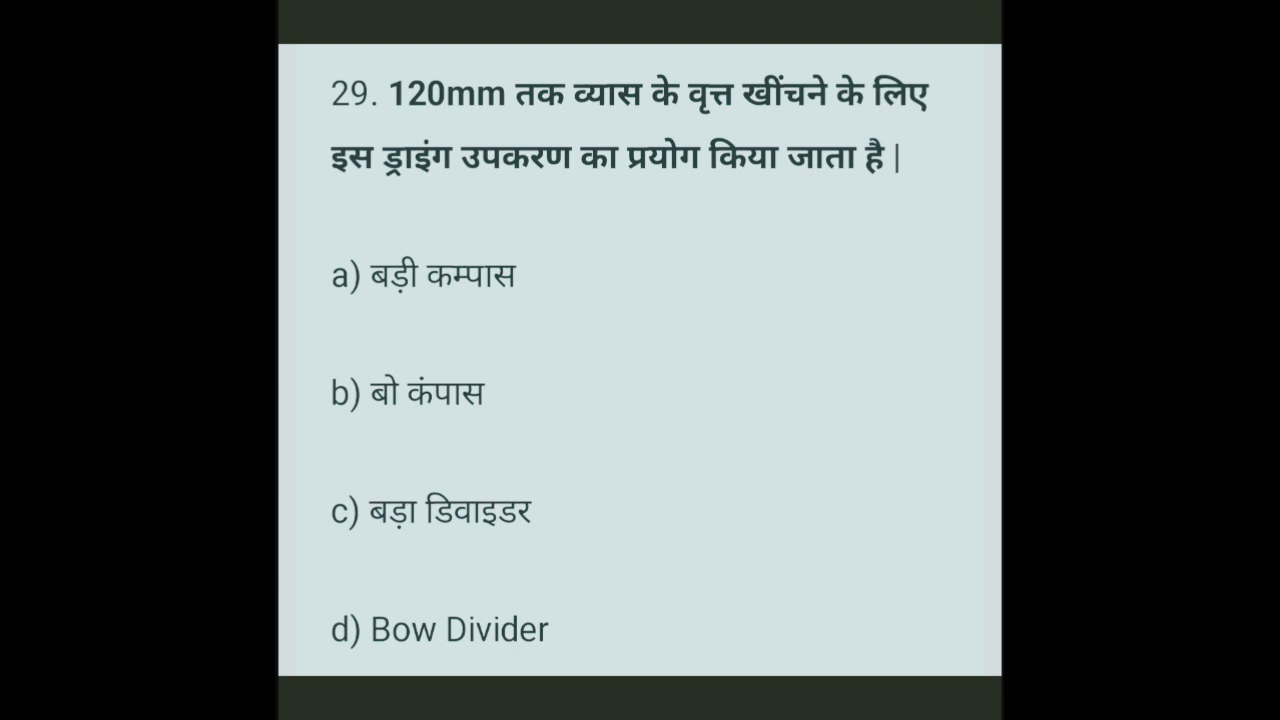 29. 120mm तक व्यास के वृत्त खींचने के लिए
इस ड्राइंग उपकरण का प्रयोग किया जाता है |
a) बड़ी कम्पास
b) बो कंपास
c) बड़ा डिवाइडर
d) Bow Divider